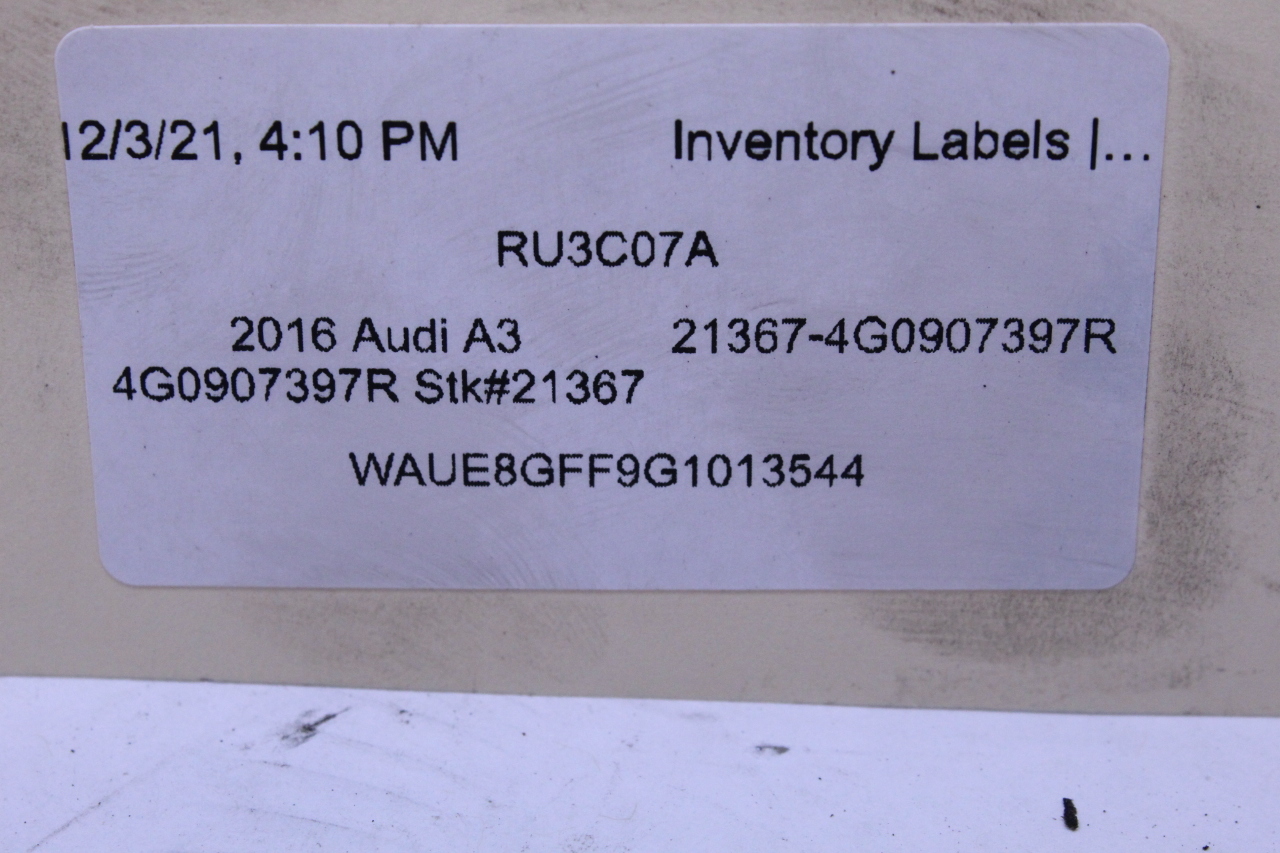 12/3/21, 4:10 PM Inventory Labels |...
RU3C07A
2016 Audi A3 21367-4G0907397R
4G0907397R Stk#21367
WAUE8GFF9G1013544